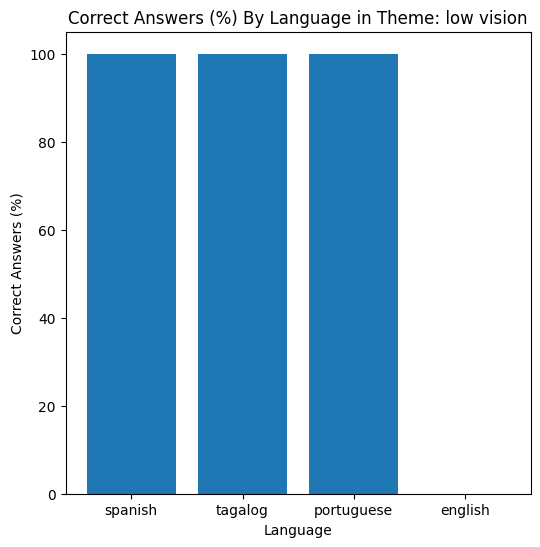 Correct Answers (%) By Language in Theme: low vision
Correct Answers (%)
100
80
60
40
20
0
spanish tagalog portuguese english
Language